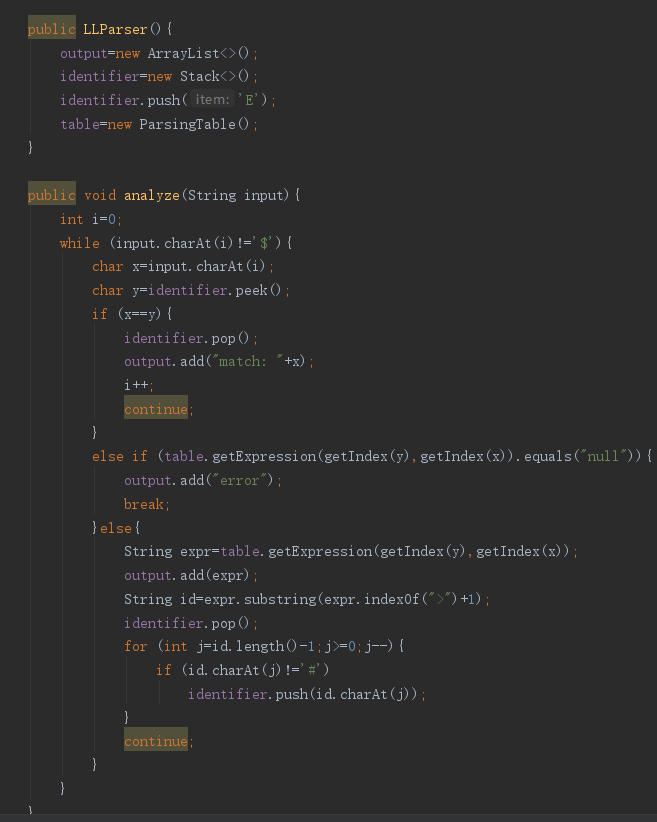 public LLParser(){
    output=new ArrayList<>();
    identifier=new Stack<>();
    identifier.push( item: 'E');
    table=new ParsingTable();
}
public void analyze(String input){
    int i=0;
    while (input.charAt(i)!='$'){
        char x=input.charAt(i);
        char y=identifier.peek();
        if (x==y){
            identifier.pop();
            output.add("match: "+x);
            i++;
            continue;
        }
        else if (table.getExpression(getIndex(y),getIndex(x)).equals("null")){
            output.add("error");
            break;
        }else{
            String expr=table.getExpression(getIndex(y),getIndex(x));
            output.add(expr);
            String id=expr.substring(expr.indexOf(">")+1);
            identifier.pop();
            for (int j=id.length()-1;j>=0;j--){
                if (id.charAt(j)!='#')
                    identifier.push(id.charAt(j));
            }
            continue;
        }
    }
}